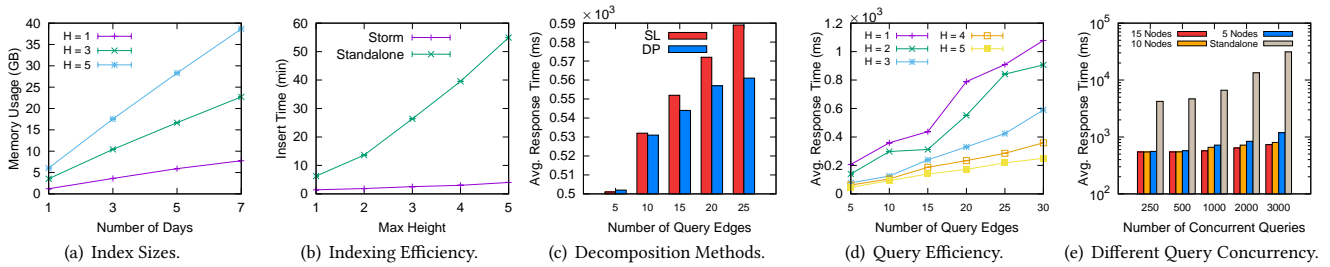 Memory Usage (GB)
40
35
30
25
20
15
10
5
0
H = 1
H = 3
H = 5
1 3 5 7
Number of Days
(a) Index Sizes.
Insert Time (min)
60
50
40
30
20
10
0
Storm
Standalone
1 2 3 4 5
Max Height
(b) Indexing Efficiency.
Avg. Response Time (ms)
×10³
0.59
0.58
0.57
0.56
0.55
0.54
0.53
0.52
0.51
0.5
SL
DP
5 10 15 20 25
Number of Query Edges
(c) Decomposition Methods.
Avg. Response Time (ms)
×10³
1.2
1
0.8
0.6
0.4
0.2
0
H = 1 H = 4
H = 2 H = 5
H = 3
5 10 15 20 25 30
Number of Query Edges
(d) Query Efficiency.
Avg. Response Time (ms)
10⁵
10⁴
10³
10²
15 Nodes 5 Nodes
10 Nodes Standalone
250 500 1000 2000 3000
Number of Concurrent Queries
(e) Different Query Concurrency.